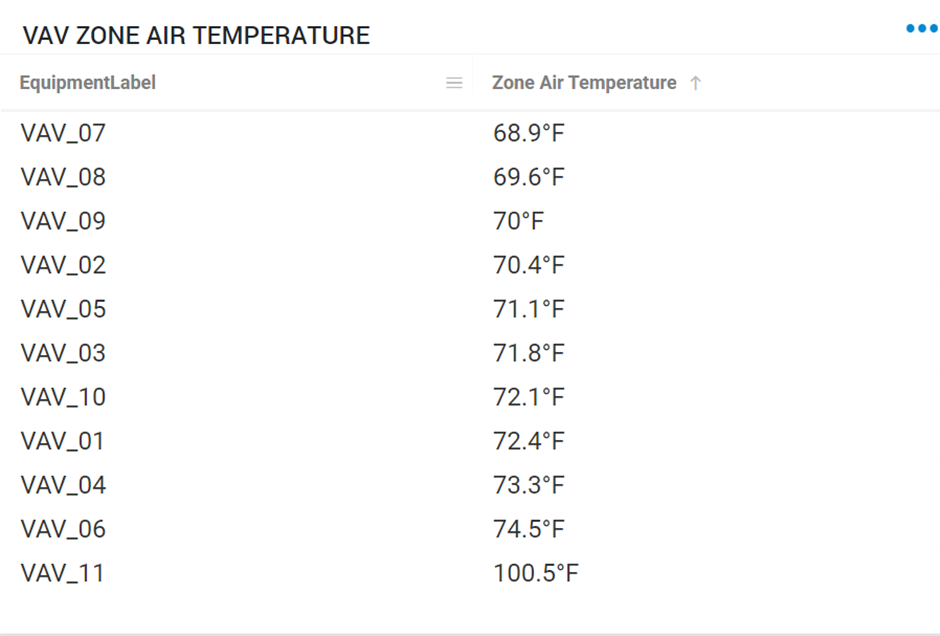 VAV ZONE AIR TEMPERATURE
EquipmentLabel Zone Air Temperature ↑
VAV_07 68.9°F
VAV_08 69.6°F
VAV_09 70°F
VAV_02 70.4°F
VAV_05 71.1°F
VAV_03 71.8°F
VAV_10 72.1°F
VAV_01 72.4°F
VAV_04 73.3°F
VAV_06 74.5°F
VAV_11 100.5°F